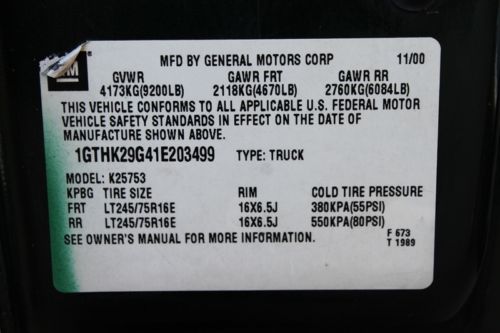 GM
MFD BY GENERAL MOTORS CORP 11/00
GVWR GAWR FRT GAWR RR
4173KG(9200LB) 2118KG(4670LB) 2760KG(6084LB)
THIS VEHICLE CONFORMS TO ALL APPLICABLE U.S. FEDERAL MOTOR
VEHICLE SAFETY STANDARDS IN EFFECT ON THE DATE OF
MANUFACTURE SHOWN ABOVE.
1GTHK29G41E203499 TYPE: TRUCK
MODEL: K25753
KPBG TIRE SIZE RIM COLD TIRE PRESSURE
FRT LT245/75R16E 16X6.5J 380KPA(55PSI)
RR LT245/75R16E 16X6.5J 550KPA(80PSI)
SEE OWNER'S MANUAL FOR MORE INFORMATION. F 673
T 1989